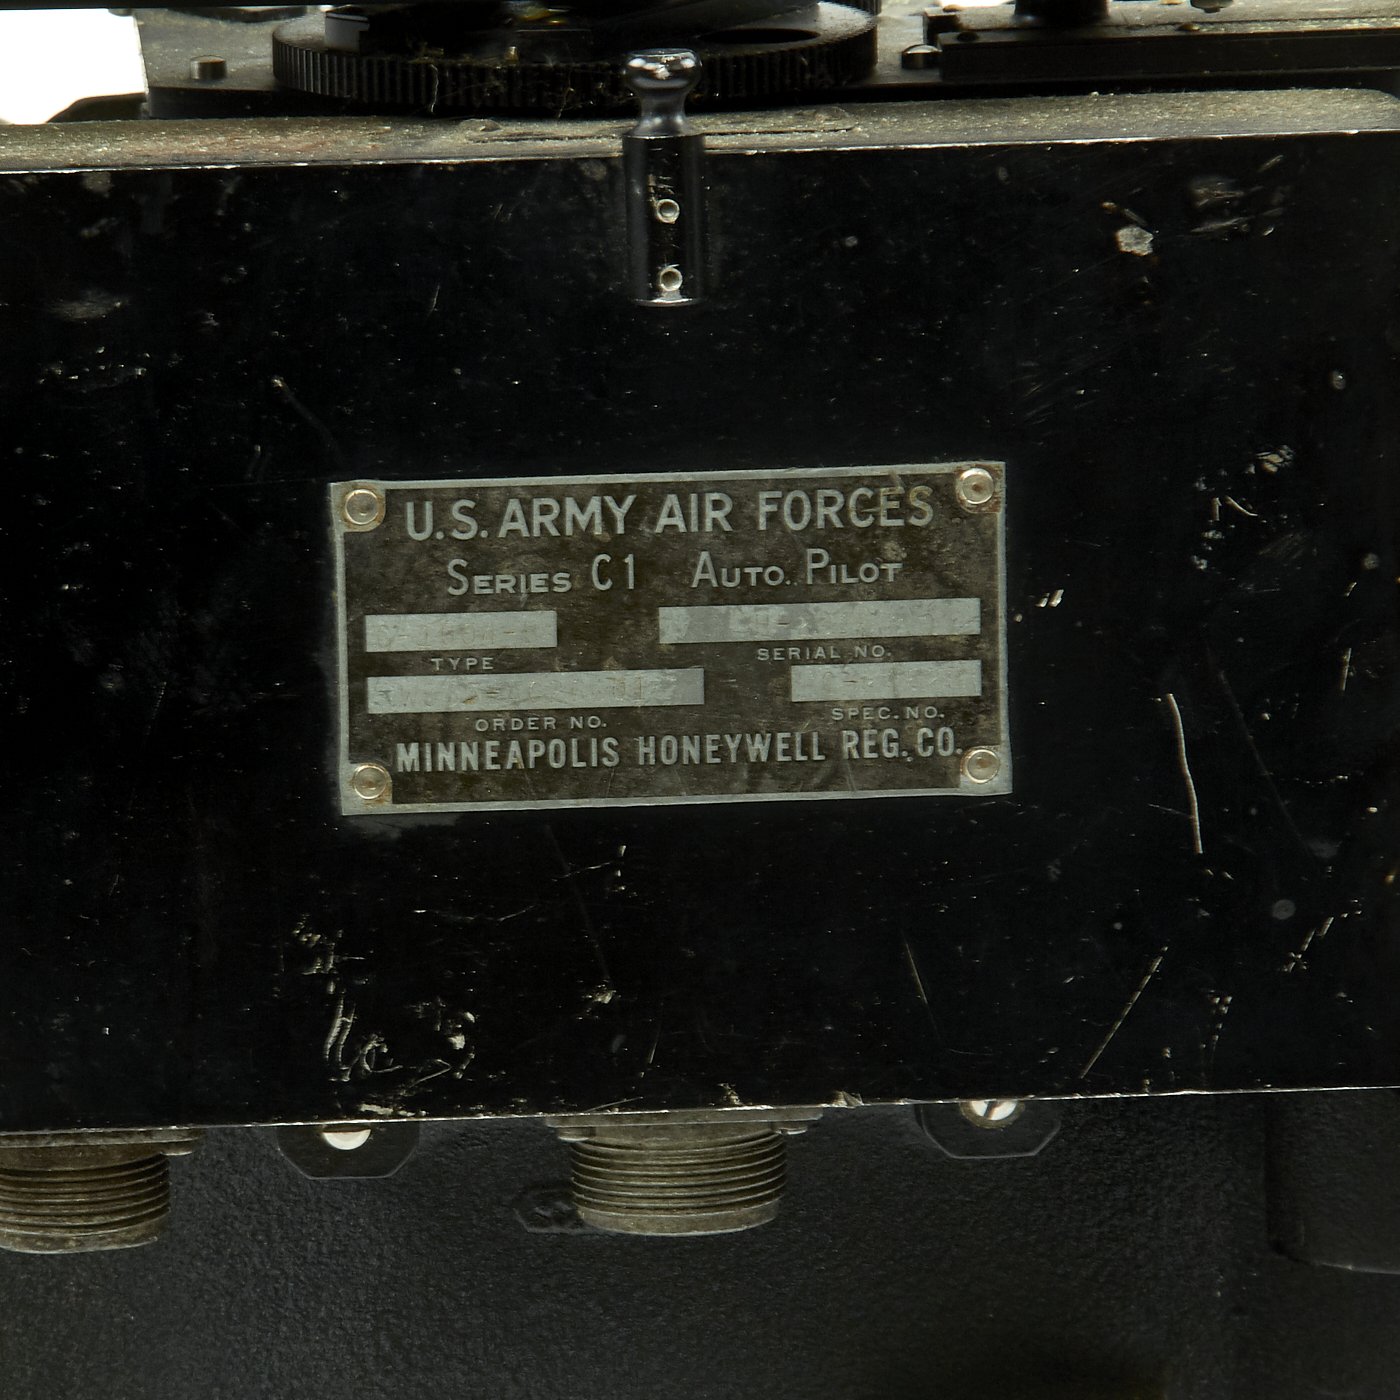 U.S. ARMY AIR FORCES
SERIES C1 AUTO. PILOT
TYPE SERIAL NO.
ORDER NO. SPEC. NO.
MINNEAPOLIS HONEYWELL REG. CO.